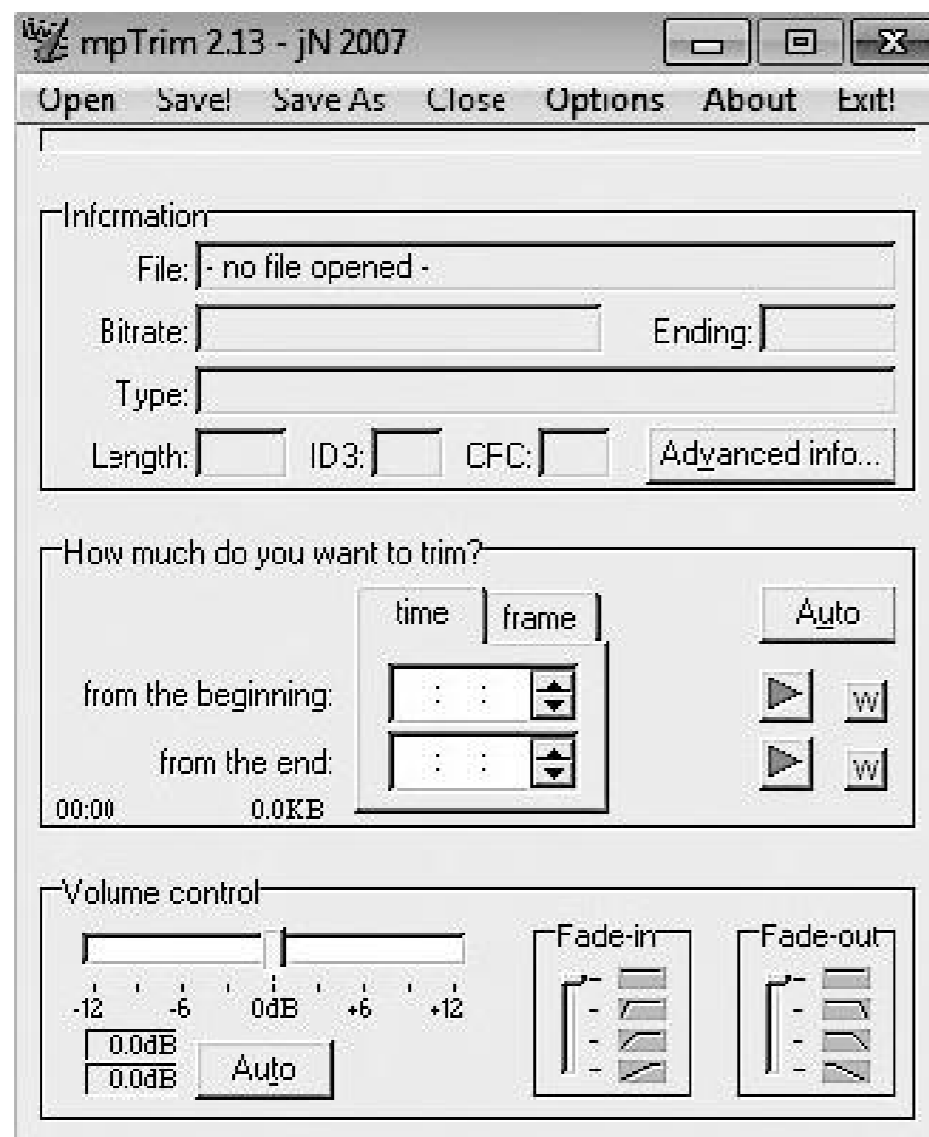 mpTrim 2.13 - jN 2007
Open Save! Save As Close Options About Exit!
Information
File: - no file opened -
Bitrate: Ending:
Type:
Length: ID3: CFC: Advanced info...
How much do you want to trim?
time frame Auto
from the beginning: : : W
from the end: : : W
00:00 0.0KB
Volume control
Fade-in Fade-out
-12 -6 0dB +6 +12
0.0dB
0.0dB Auto